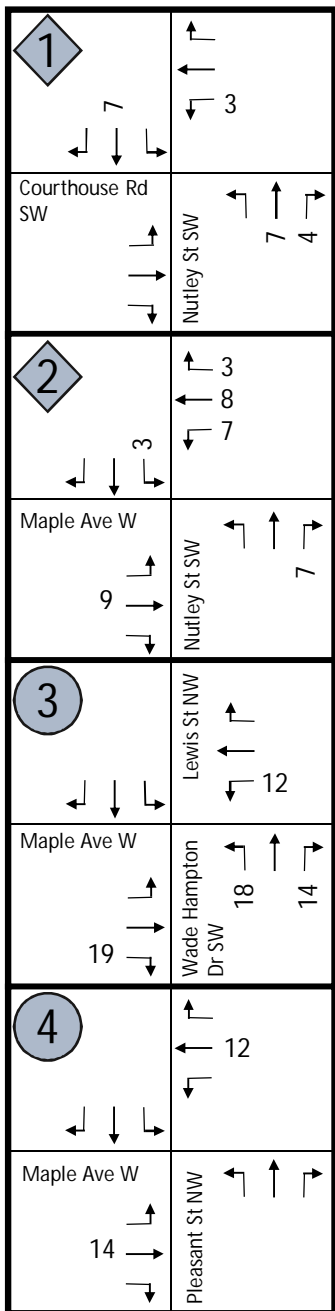 1
7
3
Courthouse Rd
SW
Nutley St SW
7
4
2
3
3
8
7
Maple Ave W
9
Nutley St SW
7
3
Lewis St NW
12
Maple Ave W
19
Wade Hampton
Dr SW
18
14
4
12
Maple Ave W
14
Pleasant St NW